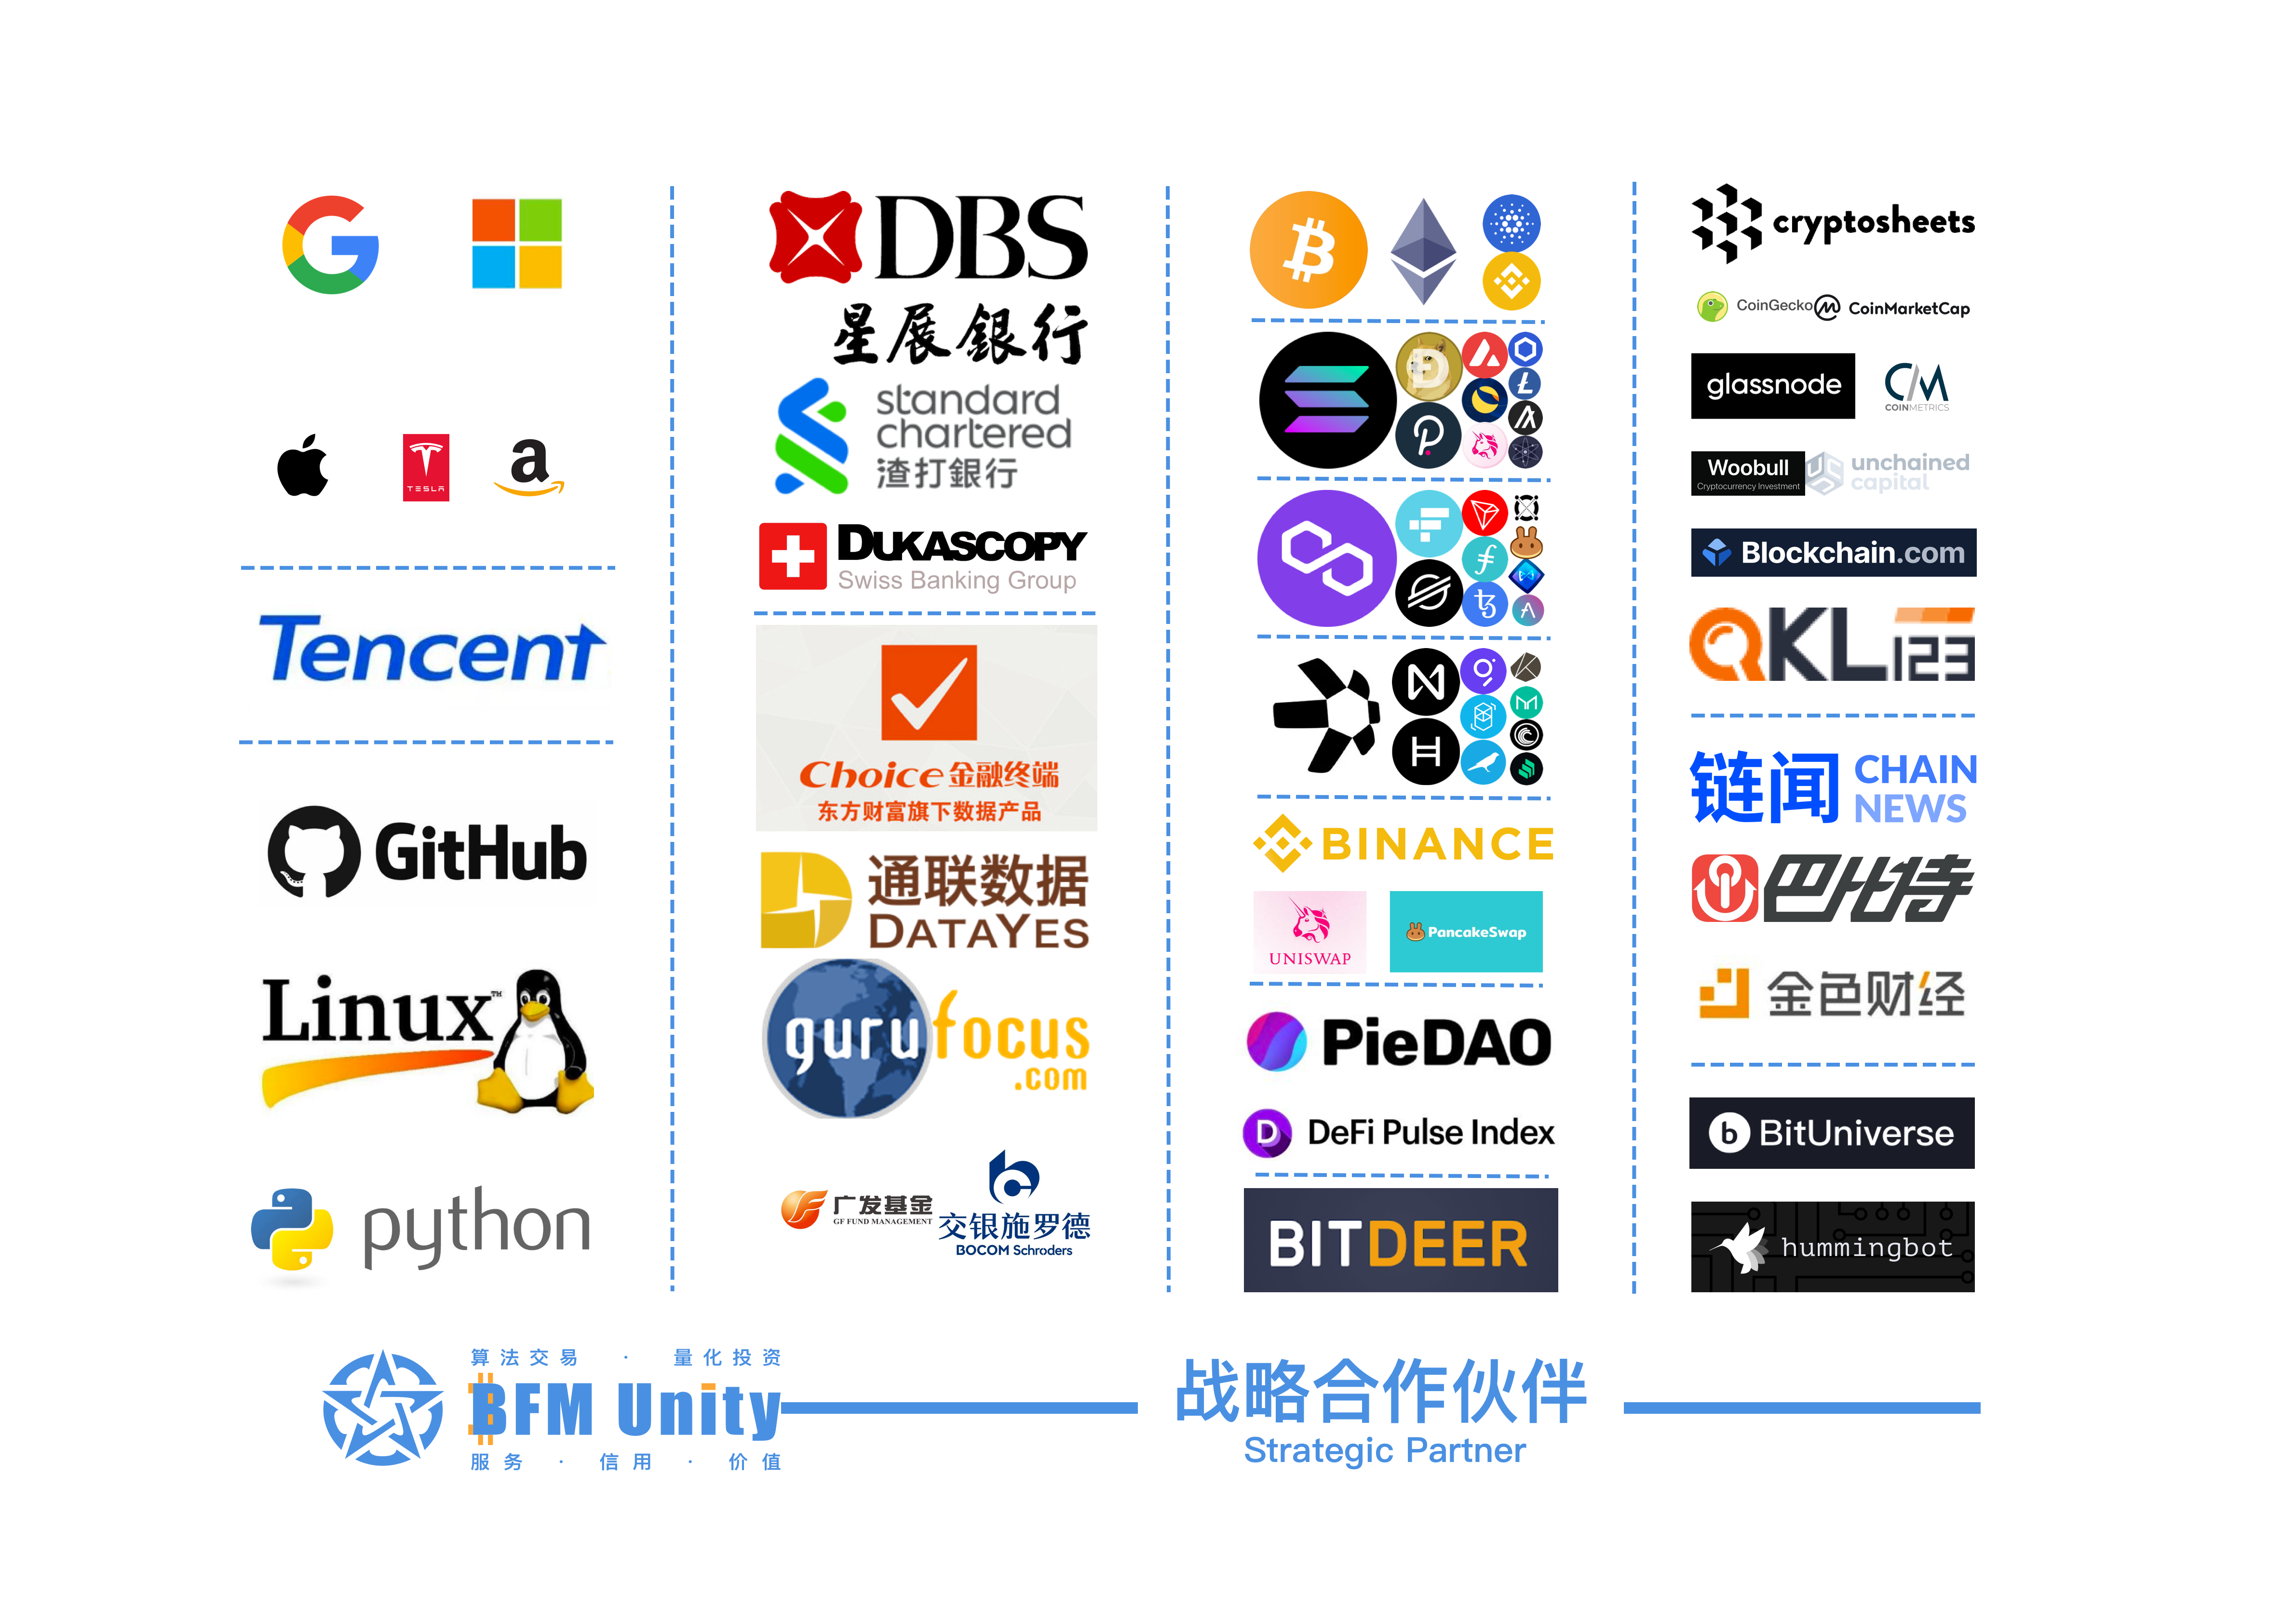 TESLA
Tencent
GitHub
Linux™
python
DBS
星展銀行
standard
chartered
渣打銀行
DUKASCOPY
Swiss Banking Group
Choice金融终端
东方财富旗下数据产品
通联数据
DATAYES
gurufocus
.com
广发基金
GF FUND MANAGEMENT
交银施罗德
BOCOM Schroders
BINANCE
UNISWAP
PancakeSwap
PieDAO
DeFi Pulse Index
BITDEER
cryptosheets
CoinGecko
CoinMarketCap
glassnode
CM
COINMETRICS
Woobull
Cryptocurrency Investment
unchained
capital
Blockchain.com
QKL123
链闻 CHAIN
NEWS
巴比特
金色财经
BitUniverse
hummingbot
算法交易 · 量化投资
BFM Unity
服务 · 信用 · 价值
战略合作伙伴
Strategic Partner